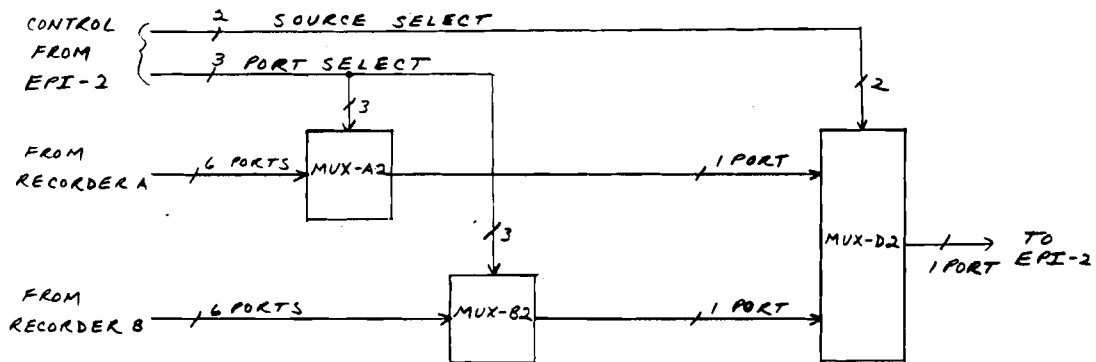 CONTROL
FROM
EPI-2
2 SOURCE SELECT
3 PORT SELECT
3
2
FROM
RECORDER A
6 PORTS
MUX-A2
1 PORT
3
MUX-D2
1 PORT
TO
EPI-2
FROM
RECORDER B
6 PORTS
MUX-B2
1 PORT